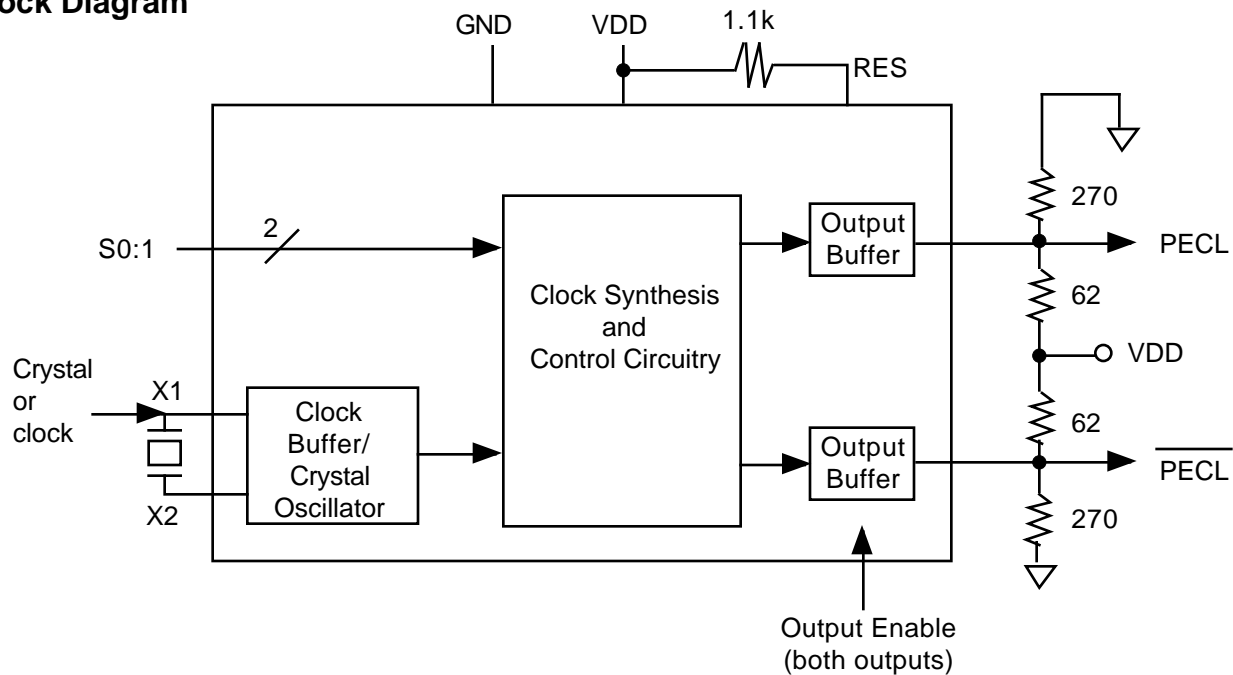 ock Diagram
GND
VDD
1.1k
RES
270
S0:1
2
Output
Buffer
PECL
Clock Synthesis
and
Control Circuitry
62
VDD
Crystal
or
clock
X1
X2
Clock
Buffer/
Crystal
Oscillator
62
Output
Buffer
PECL
270
Output Enable
(both outputs)